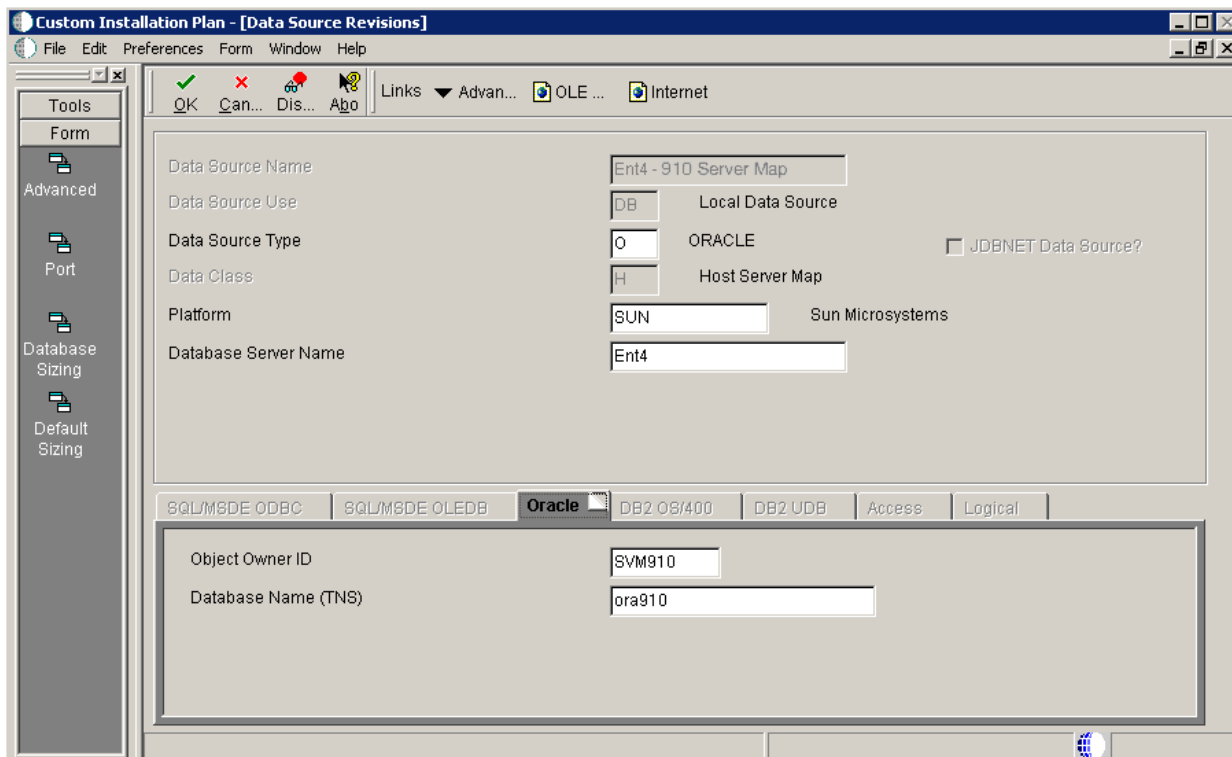 Custom Installation Plan - [Data Source Revisions]
File Edit Preferences Form Window Help
Tools
Form
Advanced
Port
Database
Sizing
Default
Sizing
OK Can... Dis... Abo Links Advan... OLE ... Internet
Data Source Name Ent4 - 910 Server Map
Data Source Use DB Local Data Source
Data Source Type O ORACLE JDBNET Data Source?
Data Class H Host Server Map
Platform SUN Sun Microsystems
Database Server Name Ent4
SQL/MSDE ODBC SQL/MSDE OLEDB Oracle DB2 OS/400 DB2 UDB Access Logical
Object Owner ID SVM910
Database Name (TNS) ora910